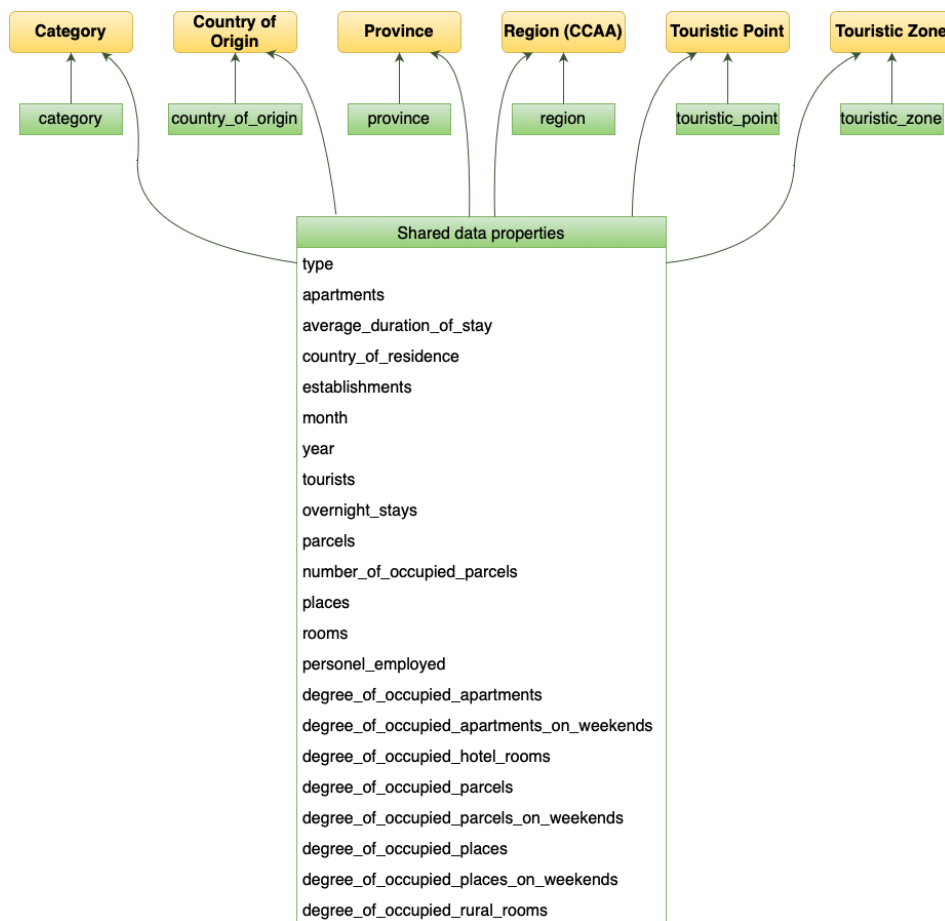 Category
Country of
Origin
Province
Region (CCAA)
Touristic Point
Touristic Zone
category
country_of_origin
province
region
touristic_point
touristic_zone
Shared data properties
type
apartments
average_duration_of_stay
country_of_residence
establishments
month
year
tourists
overnight_stays
parcels
number_of_occupied_parcels
places
rooms
personel_employed
degree_of_occupied_apartments
degree_of_occupied_apartments_on_weekends
degree_of_occupied_hotel_rooms
degree_of_occupied_parcels
degree_of_occupied_parcels_on_weekends
degree_of_occupied_places
degree_of_occupied_places_on_weekends
degree_of_occupied_rural_rooms